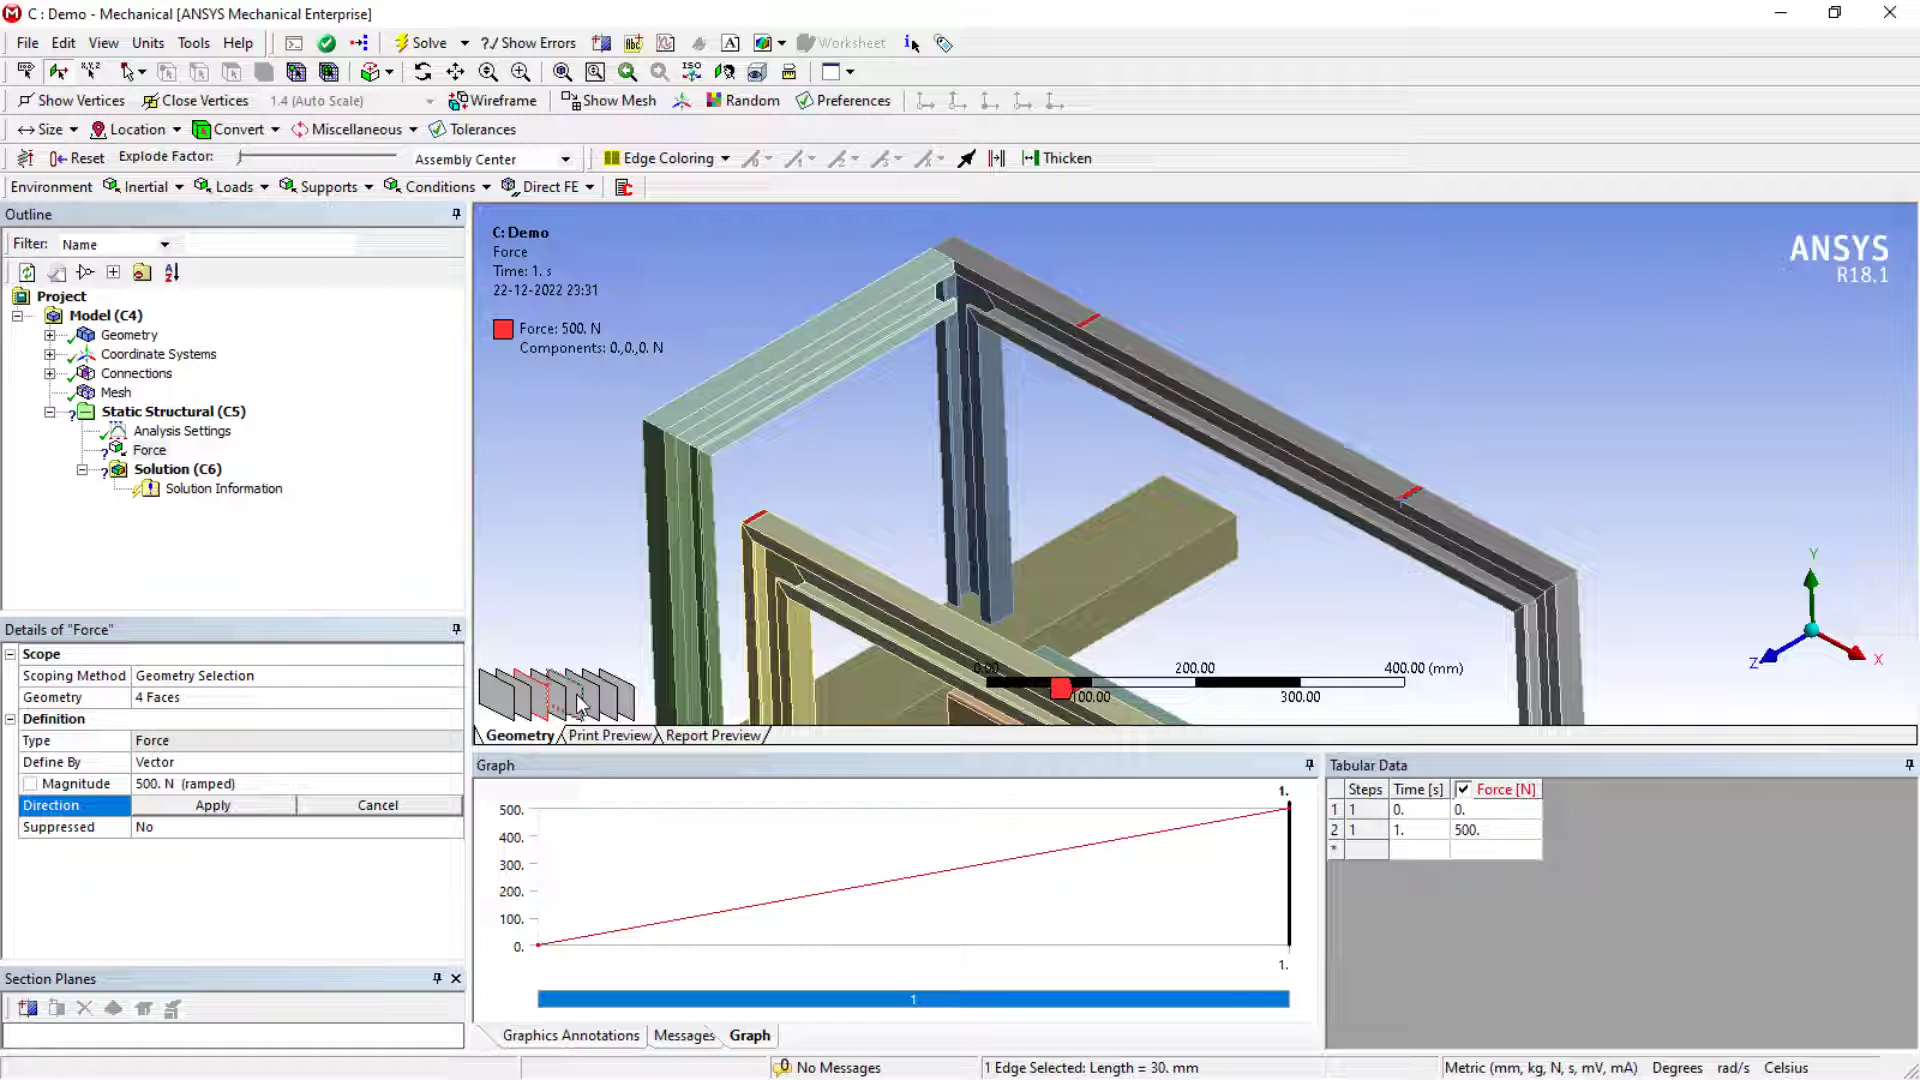 C : Demo - Mechanical [ANSYS Mechanical Enterprise]
File Edit View Units Tools Help Solve ?/ Show Errors Worksheet
Show Vertices Close Vertices 1.4 (Auto Scale) Wireframe Show Mesh Random Preferences
Size Location Convert Miscellaneous Tolerances
Reset Explode Factor: Assembly Center Edge Coloring Thicken
Environment Inertial Loads Supports Conditions Direct FE
Outline
Filter: Name
Project
Model (C4)
Geometry
Coordinate Systems
Connections
Mesh
Static Structural (C5)
Analysis Settings
Force
Solution (C6)
Solution Information
Details of "Force"
Scope
Scoping Method Geometry Selection
Geometry 4 Faces
Definition
Type Force
Define By Vector
Magnitude 500. N (ramped)
Direction Apply Cancel
Suppressed No
Section Planes
C: Demo
Force
Time: 1. s
22-12-2022 23:31
Force: 500. N
Components: 0.,0.,0. N
ANSYS
R18.1
Y
Z
X
0.00 200.00 400.00 (mm)
100.00 300.00
Geometry Print Preview Report Preview
Graph
1.
500.
400.
300.
200.
100.
0.
1.
1
Graphics Annotations Messages Graph
Tabular Data
Steps Time [s] Force [N]
1 1 0. 0.
2 1 1. 500.
*
No Messages 1 Edge Selected: Length = 30. mm Metric (mm, kg, N, s, mV, mA) Degrees rad/s Celsius